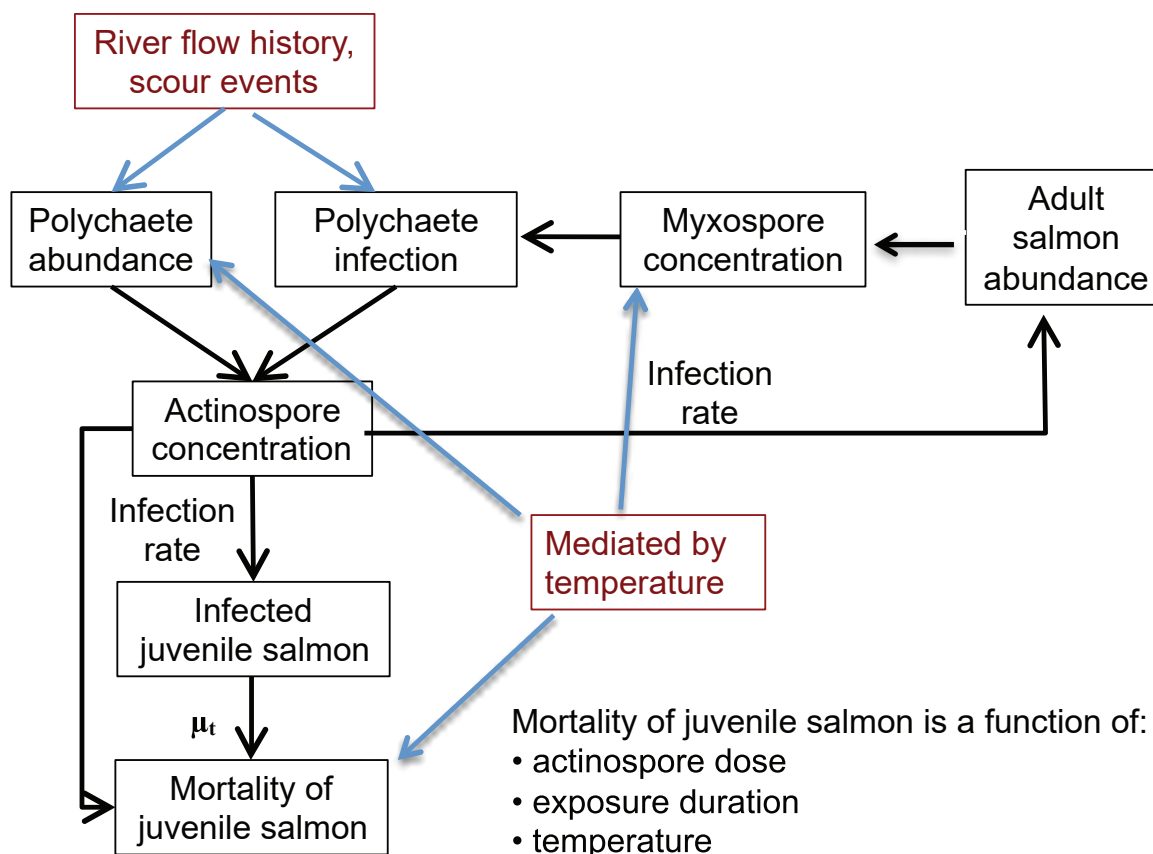 River flow history,
scour events
Polychaete
abundance
Polychaete
infection
Myxospore
concentration
Adult
salmon
abundance
Infection
rate
Actinospore
concentration
Infection
rate
Mediated by
temperature
Infected
juvenile salmon
μt
Mortality of
juvenile salmon
Mortality of juvenile salmon is a function of:
• actinospore dose
• exposure duration
• temperature